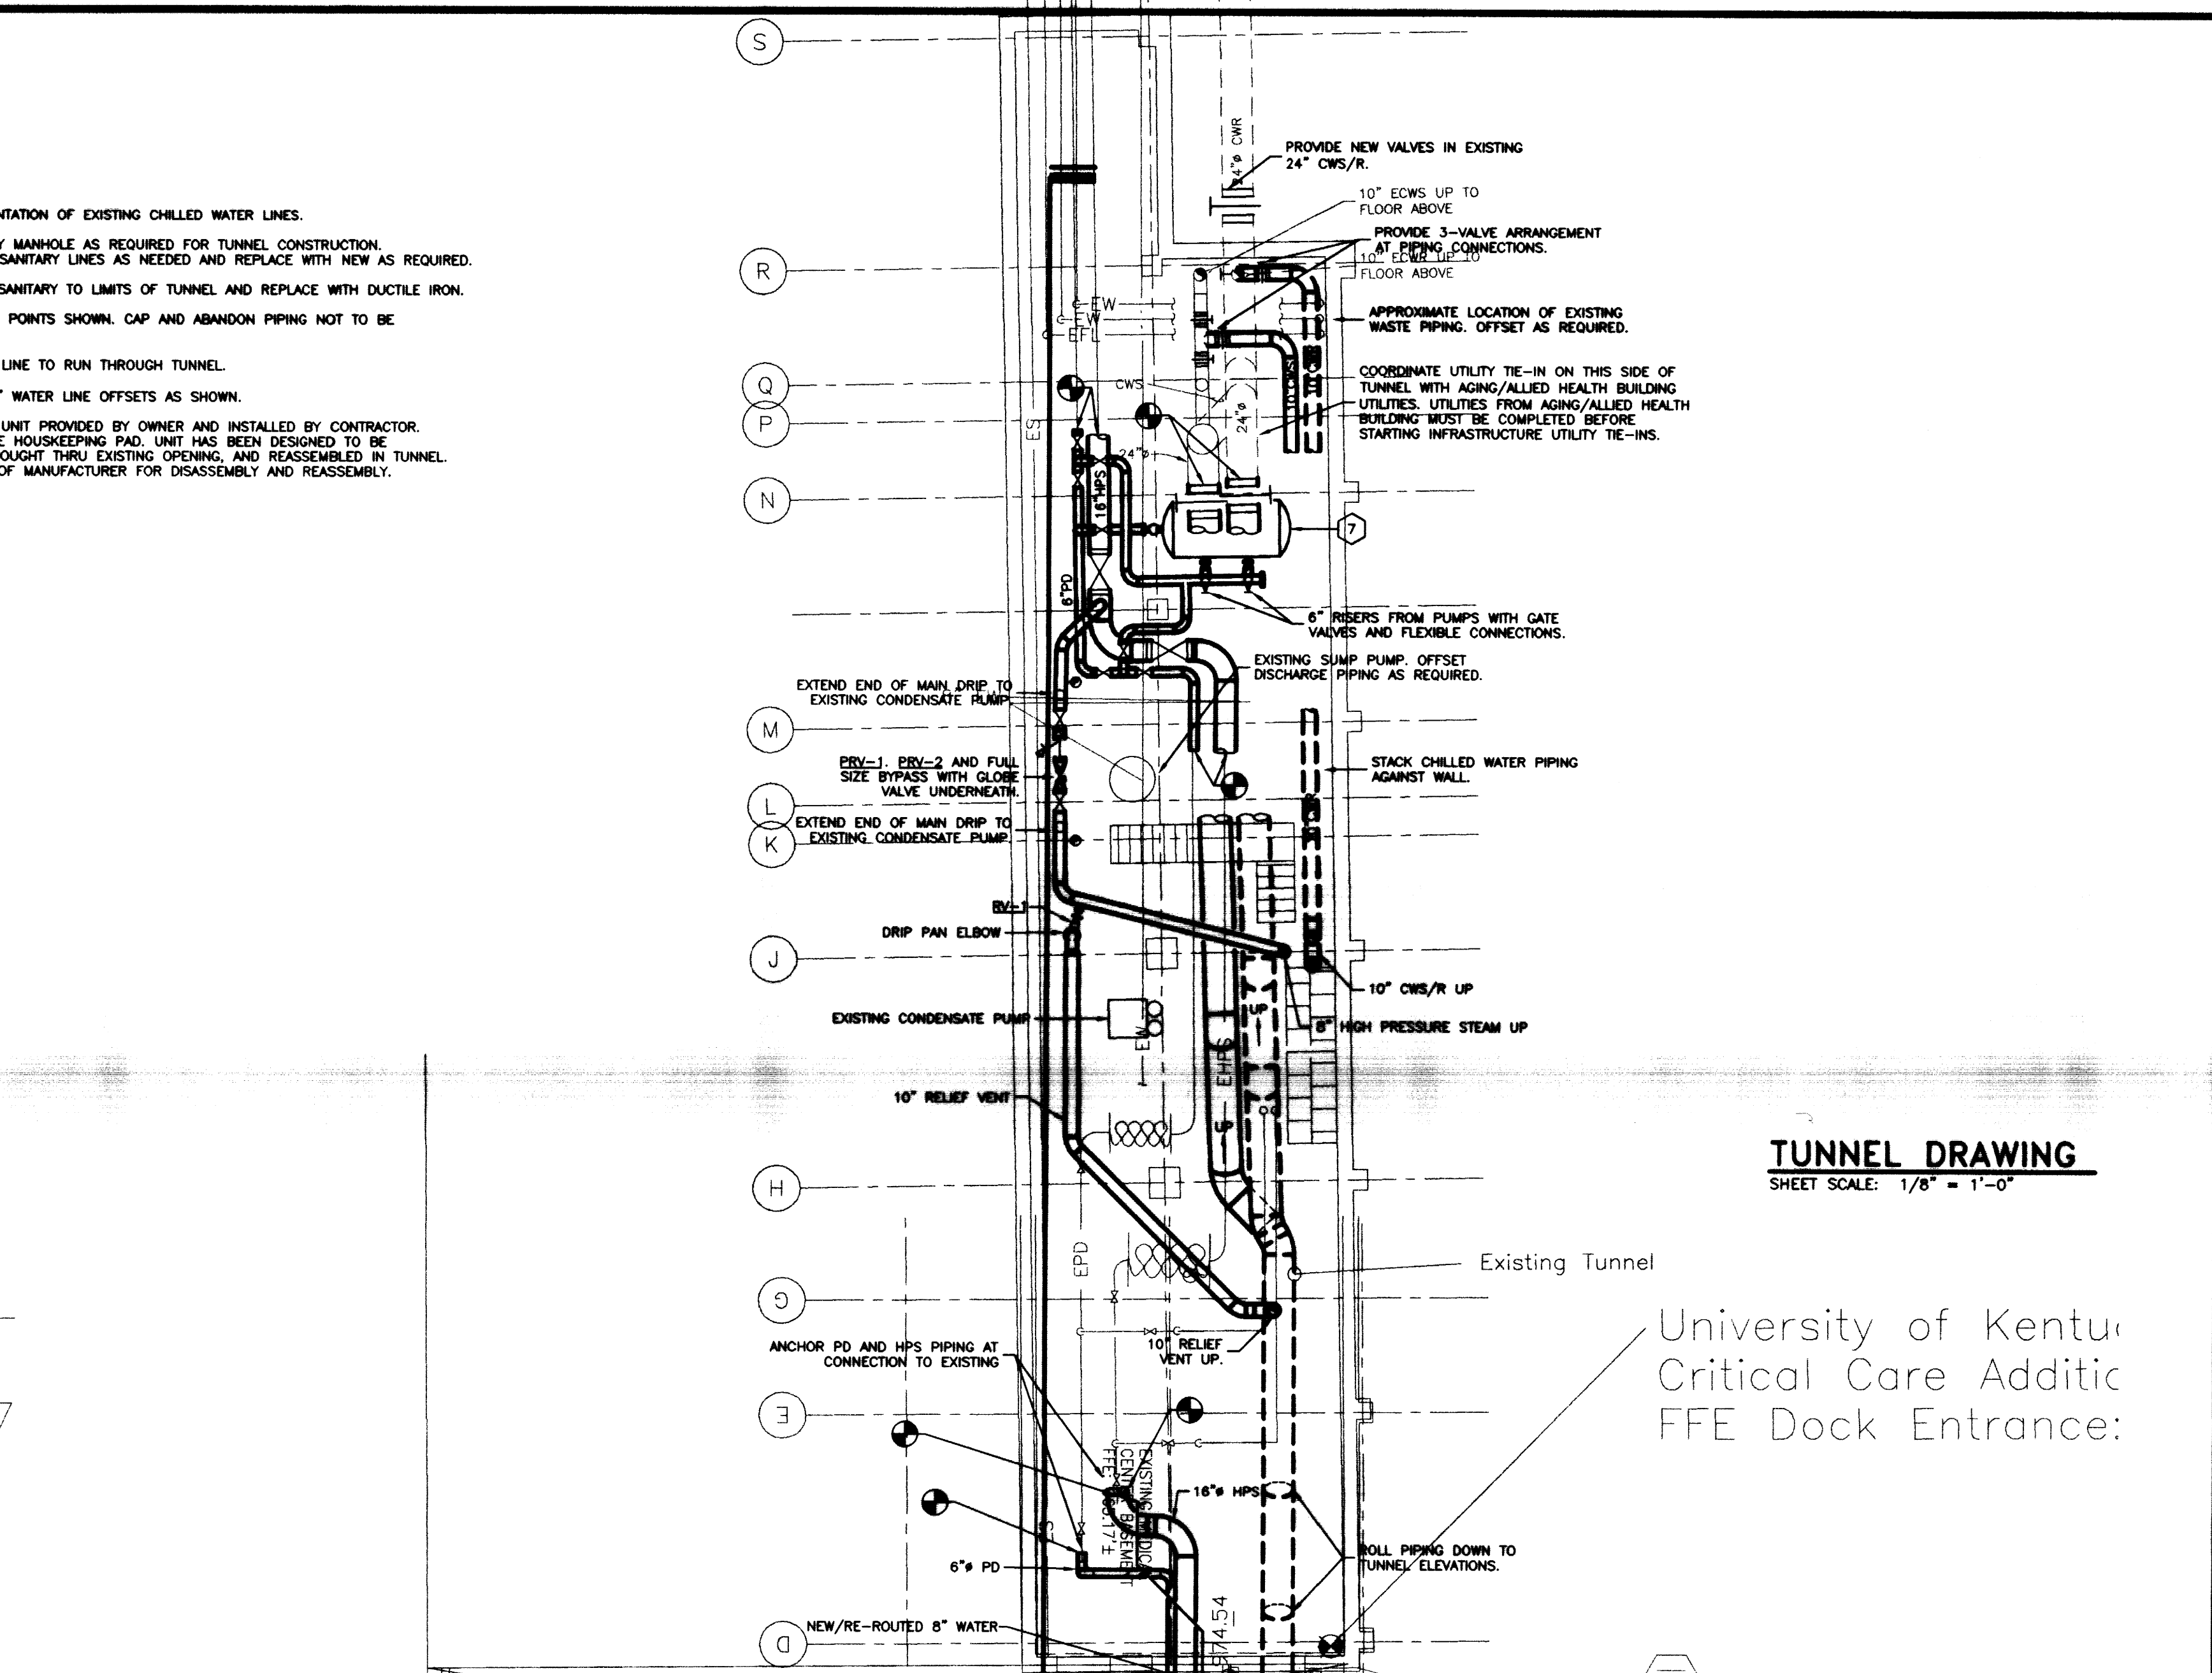 NTATION OF EXISTING CHILLED WATER LINES.
Y MANHOLE AS REQUIRED FOR TUNNEL CONSTRUCTION.
SANITARY LINES AS NEEDED AND REPLACE WITH NEW AS REQUIRED.
SANITARY TO LIMITS OF TUNNEL AND REPLACE WITH DUCTILE IRON.
POINTS SHOWN. CAP AND ABANDON PIPING NOT TO BE
LINE TO RUN THROUGH TUNNEL.
" WATER LINE OFFSETS AS SHOWN.
UNIT PROVIDED BY OWNER AND INSTALLED BY CONTRACTOR.
E HOUSKEEPING PAD. UNIT HAS BEEN DESIGNED TO BE
OUGHT THRU EXISTING OPENING, AND REASSEMBLED IN TUNNEL.
OF MANUFACTURER FOR DISASSEMBLY AND REASSEMBLY.
S
R
Q
P
N
M
L
K
J
H
G
E
D
24"ø CWR
PROVIDE NEW VALVES IN EXISTING
24" CWS/R.
10" ECWS UP TO
FLOOR ABOVE
PROVIDE 3-VALVE ARRANGEMENT
AT PIPING CONNECTIONS.
10" ECWR UP TO
FLOOR ABOVE
EW
EW
EFL
APPROXIMATE LOCATION OF EXISTING
WASTE PIPING. OFFSET AS REQUIRED.
CWS
10"CWS
24"ø
ES
24"ø
COORDINATE UTILITY TIE-IN ON THIS SIDE OF
TUNNEL WITH AGING/ALLIED HEALTH BUILDING
UTILITIES. UTILITIES FROM AGING/ALLIED HEALTH
BUILDING MUST BE COMPLETED BEFORE
STARTING INFRASTRUCTURE UTILITY TIE-INS.
16"HPS
7
6"PD
6" RISERS FROM PUMPS WITH GATE
VALVES AND FLEXIBLE CONNECTIONS.
EXISTING SUMP PUMP. OFFSET
DISCHARGE PIPING AS REQUIRED.
EXTEND END OF MAIN DRIP TO
EXISTING CONDENSATE PUMP.
PRV-1. PRV-2 AND FULL
SIZE BYPASS WITH GLOBE
VALVE UNDERNEATH.
STACK CHILLED WATER PIPING
AGAINST WALL.
EXTEND END OF MAIN DRIP TO
EXISTING CONDENSATE PUMP
RV-1
DRIP PAN ELBOW
10" CWS/R UP
EXISTING CONDENSATE PUMP
EW
UP
8" HIGH PRESSURE STEAM UP
EHPS
10" RELIEF VENT
UP
TUNNEL DRAWING
SHEET SCALE: 1/8" = 1'-0"
EPD
Existing Tunnel
ANCHOR PD AND HPS PIPING AT
CONNECTION TO EXISTING
10" RELIEF
VENT UP.
University of Kentu
Critical Care Additic
FFE Dock Entrance:
16"ø HPS
6"ø PD
ROLL PIPING DOWN TO
TUNNEL ELEVATIONS.
NEW/RE-ROUTED 8" WATER
974.54